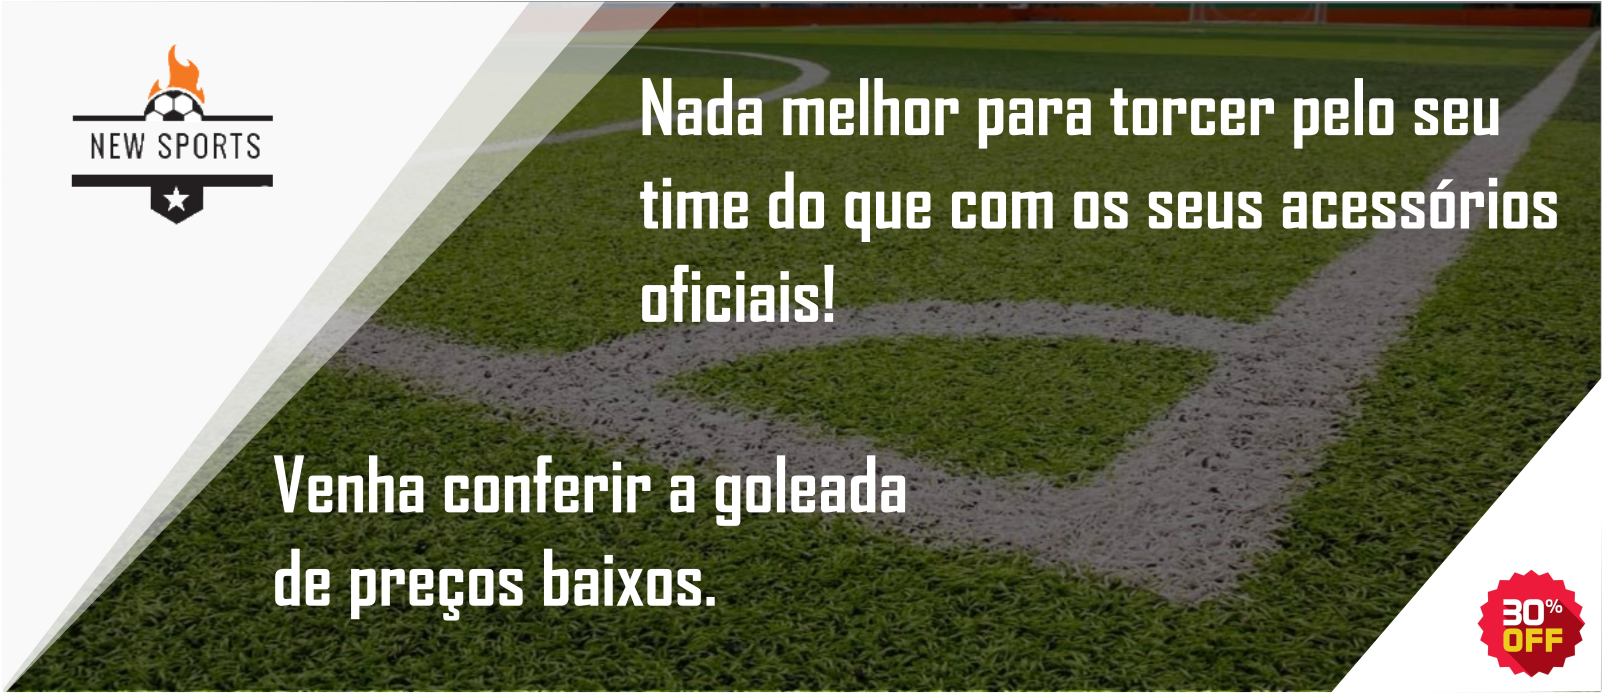 NEW SPORTS
Nada melhor para torcer pelo seu
time do que com os seus acessórios
oficiais!
Venha conferir a goleada
de preços baixos.
30%
OFF